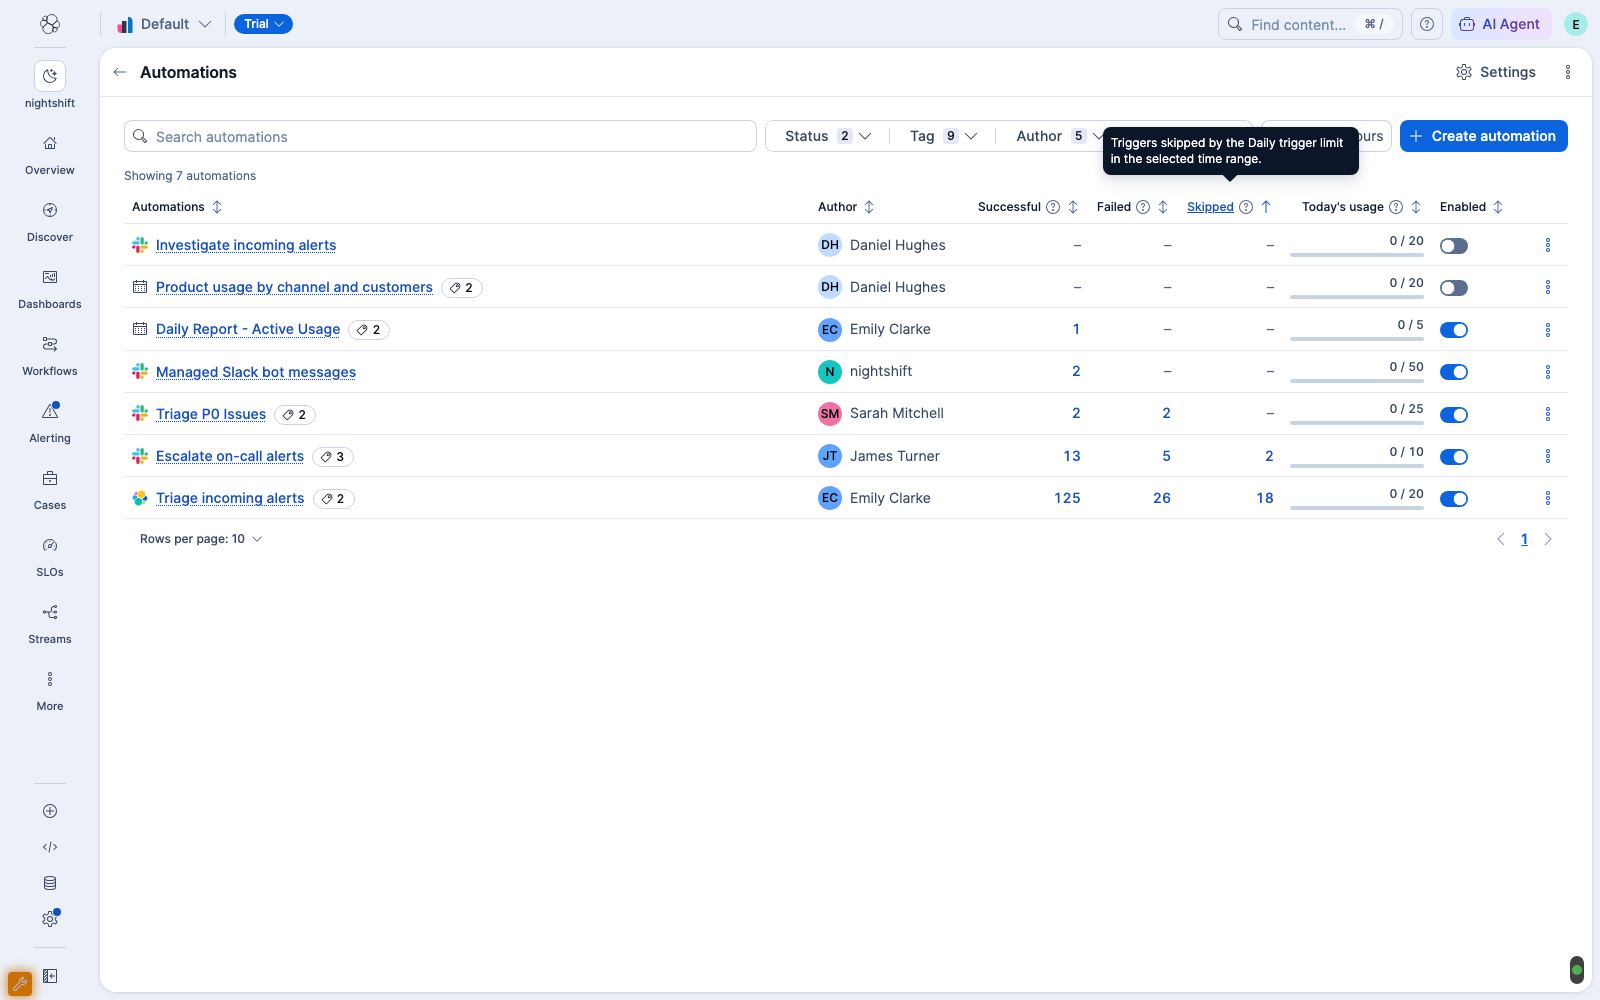 Default
Trial
Find content...
⌘ /
AI Agent
E
nightshift
Overview
Discover
Dashboards
Workflows
Alerting
Cases
SLOs
Streams
More
Automations
Settings
Search automations
Status 2
Tag 9
Author 5
Create automation
Triggers skipped by the Daily trigger limit
in the selected time range.
Showing 7 automations
Automations Author Successful Failed Skipped Today's usage Enabled
Investigate incoming alerts DH Daniel Hughes – – – 0 / 20
Product usage by channel and customers 2 DH Daniel Hughes – – – 0 / 20
Daily Report - Active Usage 2 EC Emily Clarke 1 – – 0 / 5
Managed Slack bot messages N nightshift 2 – – 0 / 50
Triage P0 Issues 2 SM Sarah Mitchell 2 2 – 0 / 25
Escalate on-call alerts 3 JT James Turner 13 5 2 0 / 10
Triage incoming alerts 2 EC Emily Clarke 125 26 18 0 / 20
Rows per page: 10
1